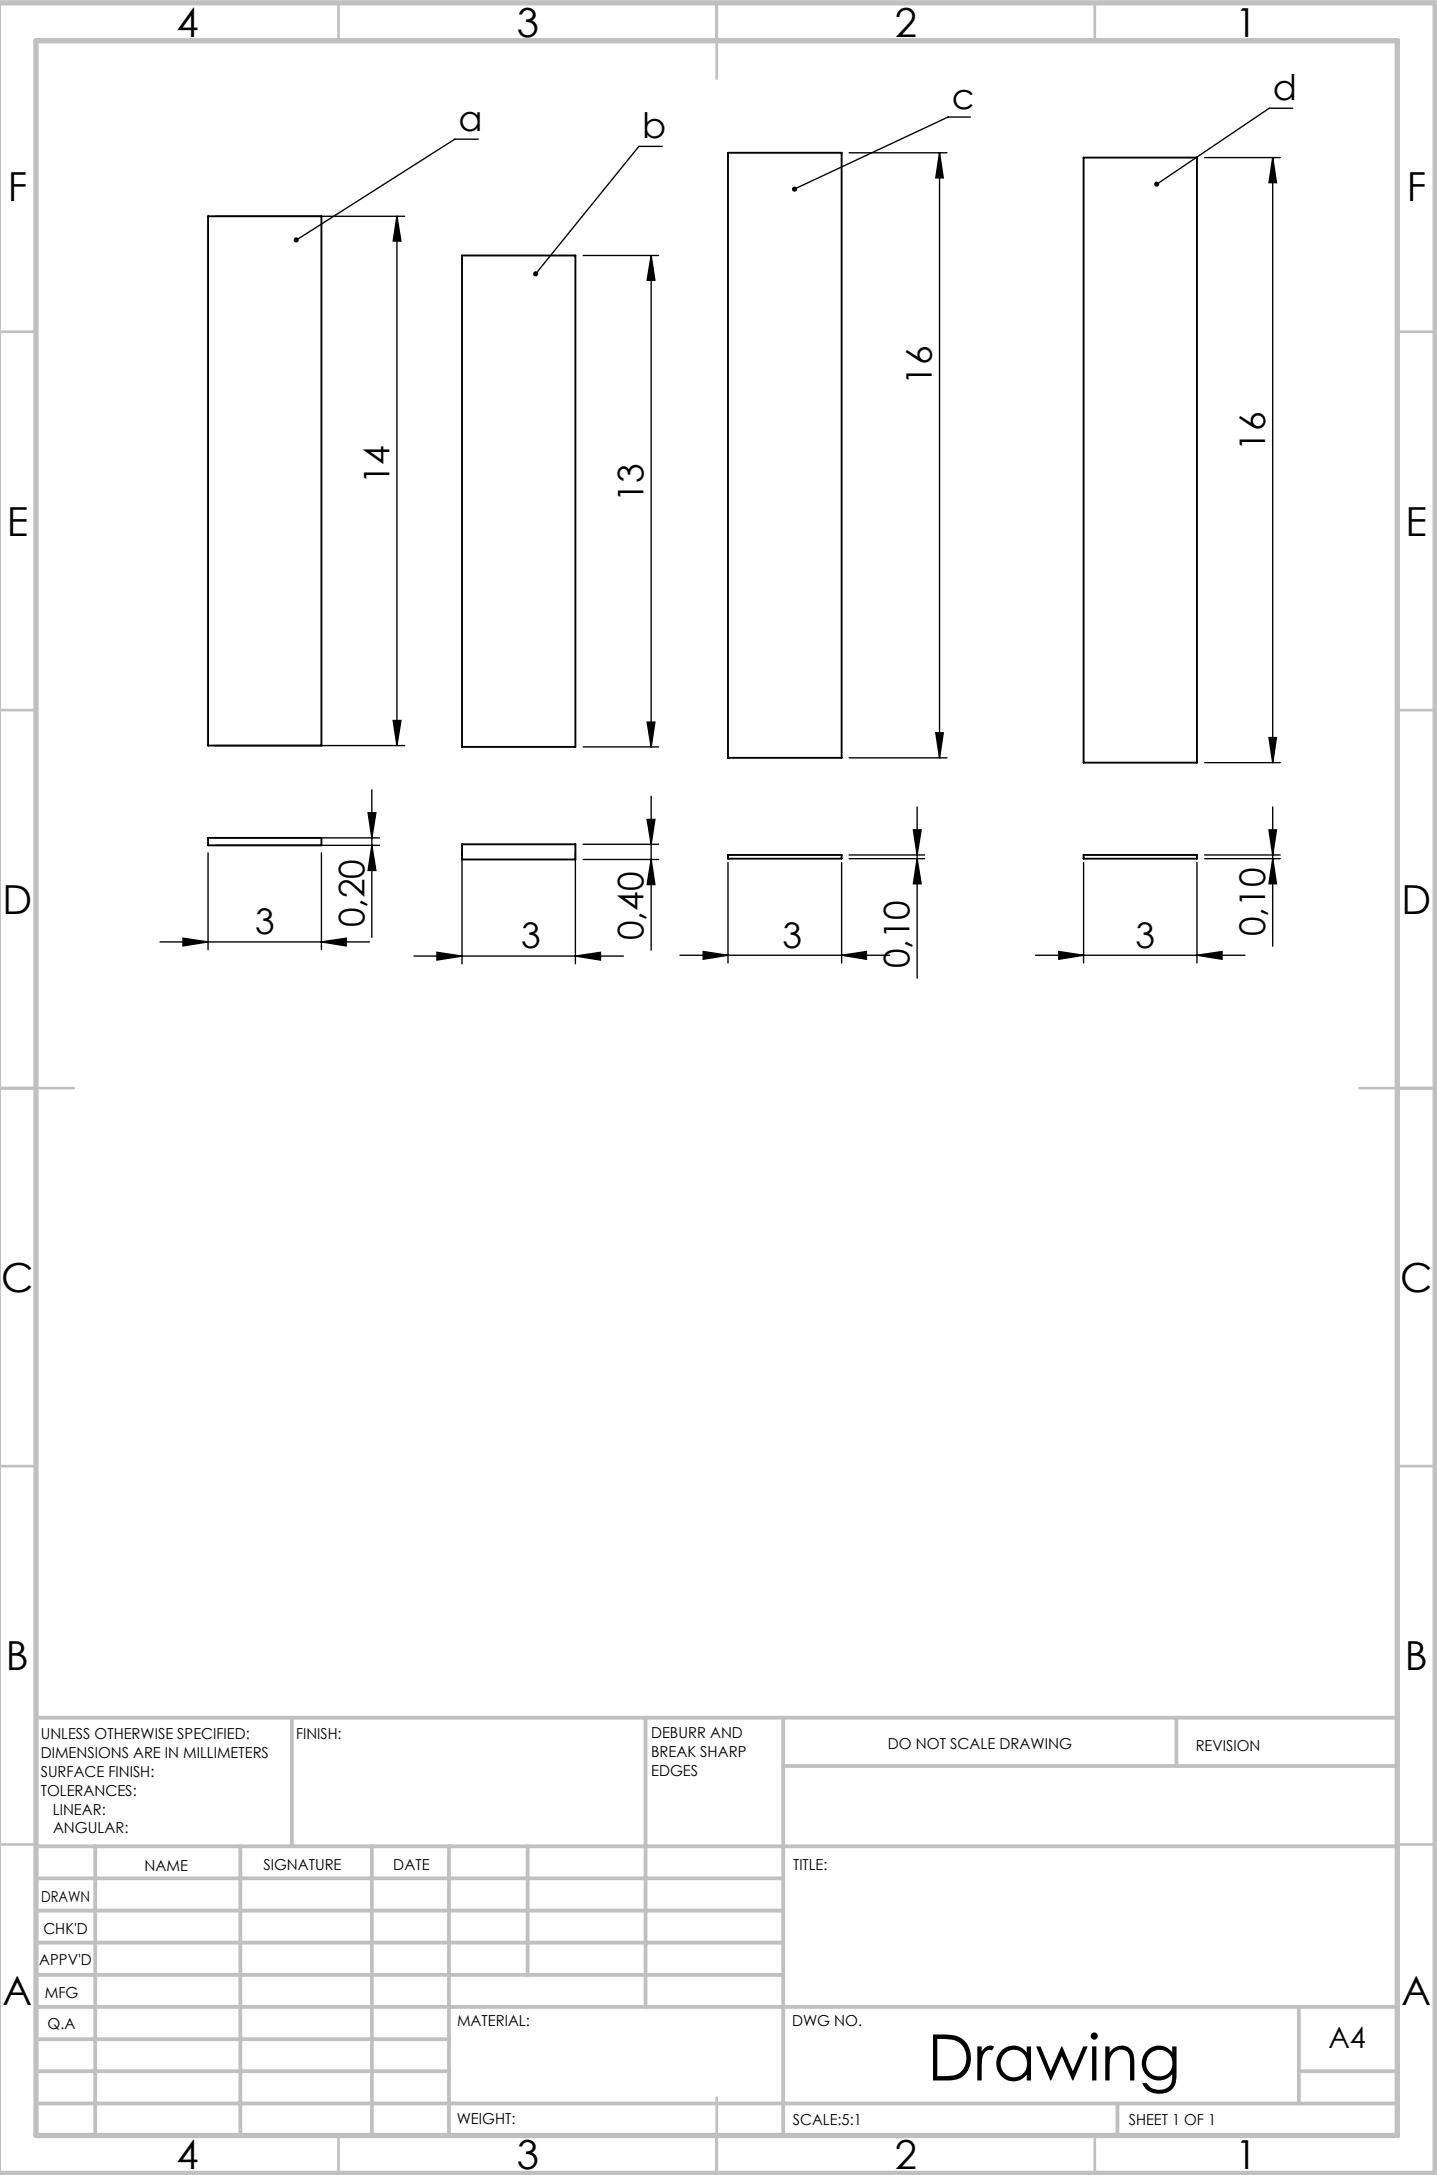 4 3 2 1
a b c d
F F
16
16
14
13
E E
0,20
0,40
0,10
0,10
D D
3 3 3 3
C C
B B
UNLESS OTHERWISE SPECIFIED:
DIMENSIONS ARE IN MILLIMETERS
SURFACE FINISH:
TOLERANCES:
LINEAR:
ANGULAR:
FINISH:
DEBURR AND
BREAK SHARP
EDGES
DO NOT SCALE DRAWING
REVISION
NAME SIGNATURE DATE
DRAWN
CHK'D
APPV'D
MFG
Q.A
TITLE:
A A
MATERIAL:
DWG NO.
Drawing
A4
WEIGHT:
SCALE:5:1
SHEET 1 OF 1
4 3 2 1